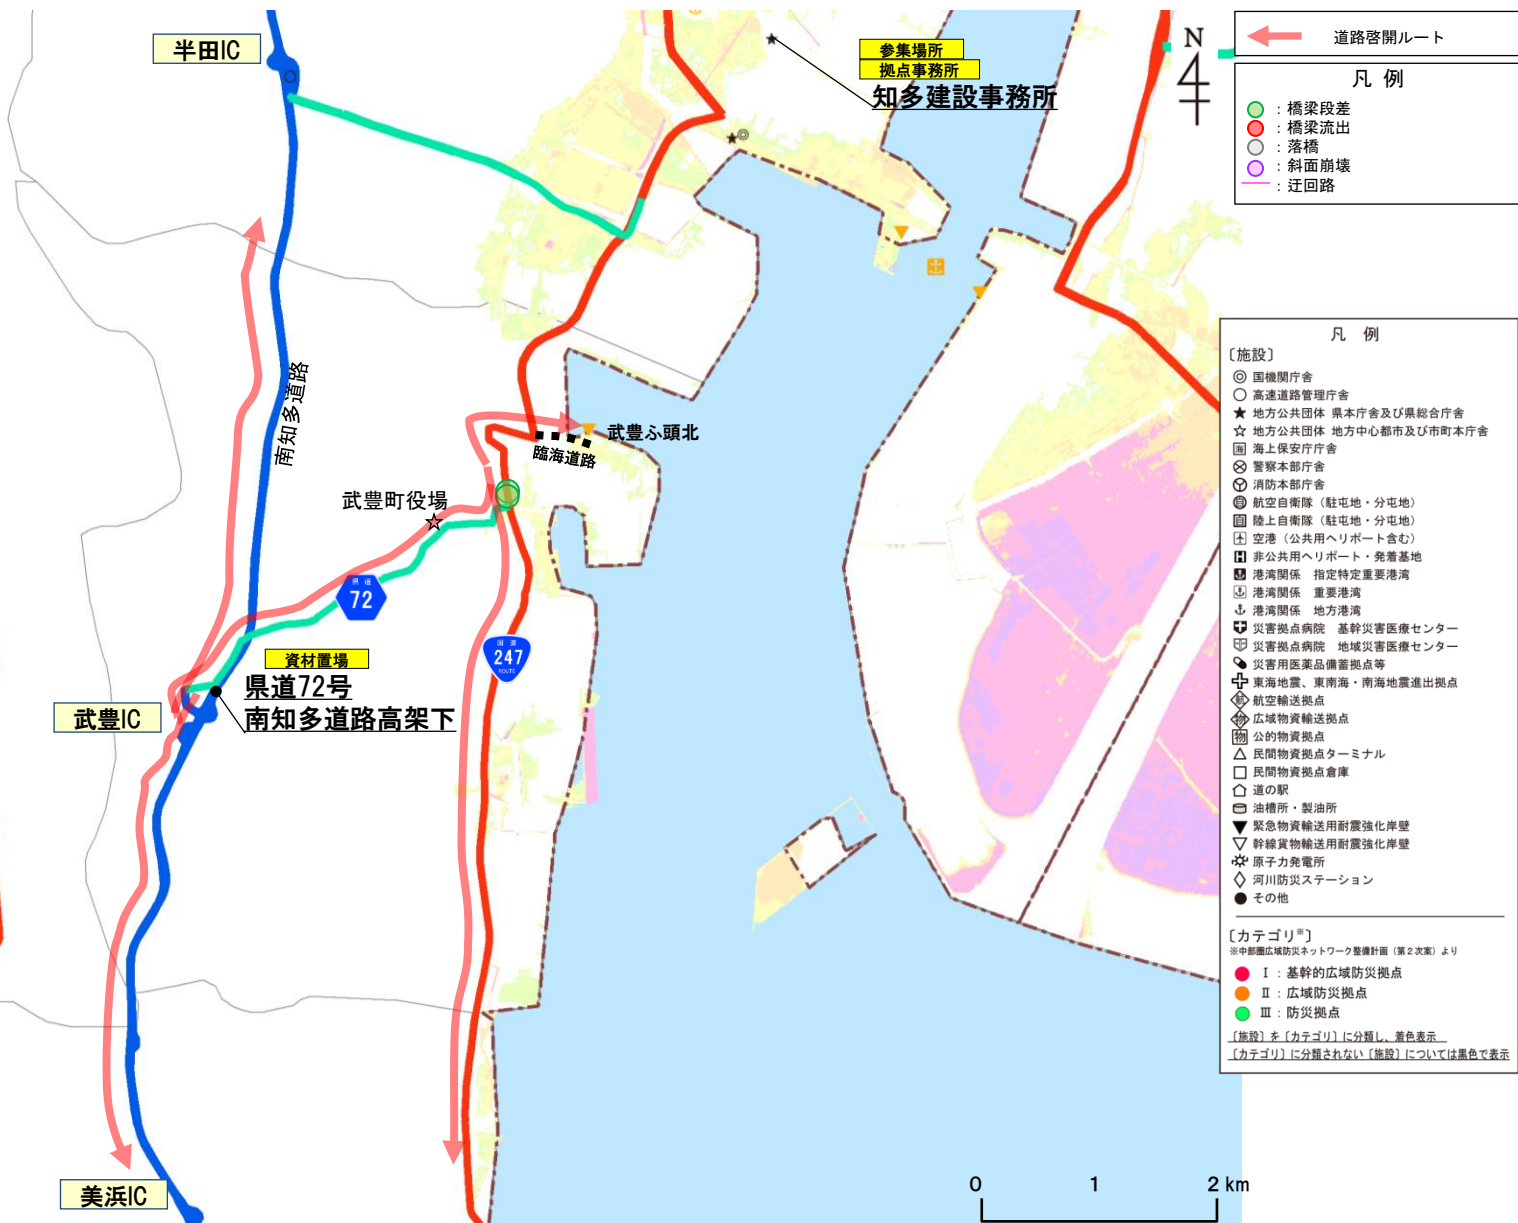 半田IC
参集場所
拠点事務所
知多建設事務所
N
道路啓開ルート
凡 例
：橋梁段差
：橋梁流出
：落橋
：斜面崩壊
：迂回路
南知多道路
武豊ふ頭北
臨海道路
武豊町役場
県道
72
国道
247
ROUTE
資材置場
県道72号
南知多道路高架下
武豊IC
美浜IC
0 1 2 km
凡 例
〔施設〕
国機関庁舎
高速道路管理庁舎
地方公共団体 県本庁舎及び県総合庁舎
地方公共団体 地方中心都市及び市町本庁舎
海 海上保安庁庁舎
警察本部庁舎
消防本部庁舎
航空自衛隊（駐屯地・分屯地）
陸上自衛隊（駐屯地・分屯地）
空港（公共用ヘリポート含む）
H 非公共用ヘリポート・発着基地
港湾関係 指定特定重要港湾
港湾関係 重要港湾
港湾関係 地方港湾
災害拠点病院 基幹災害医療センター
災害拠点病院 地域災害医療センター
災害用医薬品備蓄拠点等
東海地震、東南海・南海地震進出拠点
航 航空輸送拠点
物 広域物資輸送拠点
物 公的物資拠点
民間物資拠点ターミナル
民間物資拠点倉庫
道の駅
油槽所・製油所
緊急物資輸送用耐震強化岸壁
幹線貨物輸送用耐震強化岸壁
原子力発電所
河川防災ステーション
その他
〔カテゴリ※〕
※中部圏広域防災ネットワーク整備計画（第2次案）より
Ⅰ：基幹的広域防災拠点
Ⅱ：広域防災拠点
Ⅲ：防災拠点
〔施設〕を〔カテゴリ〕に分類し、着色表示
〔カテゴリ〕に分類されない〔施設〕については黒色で表示